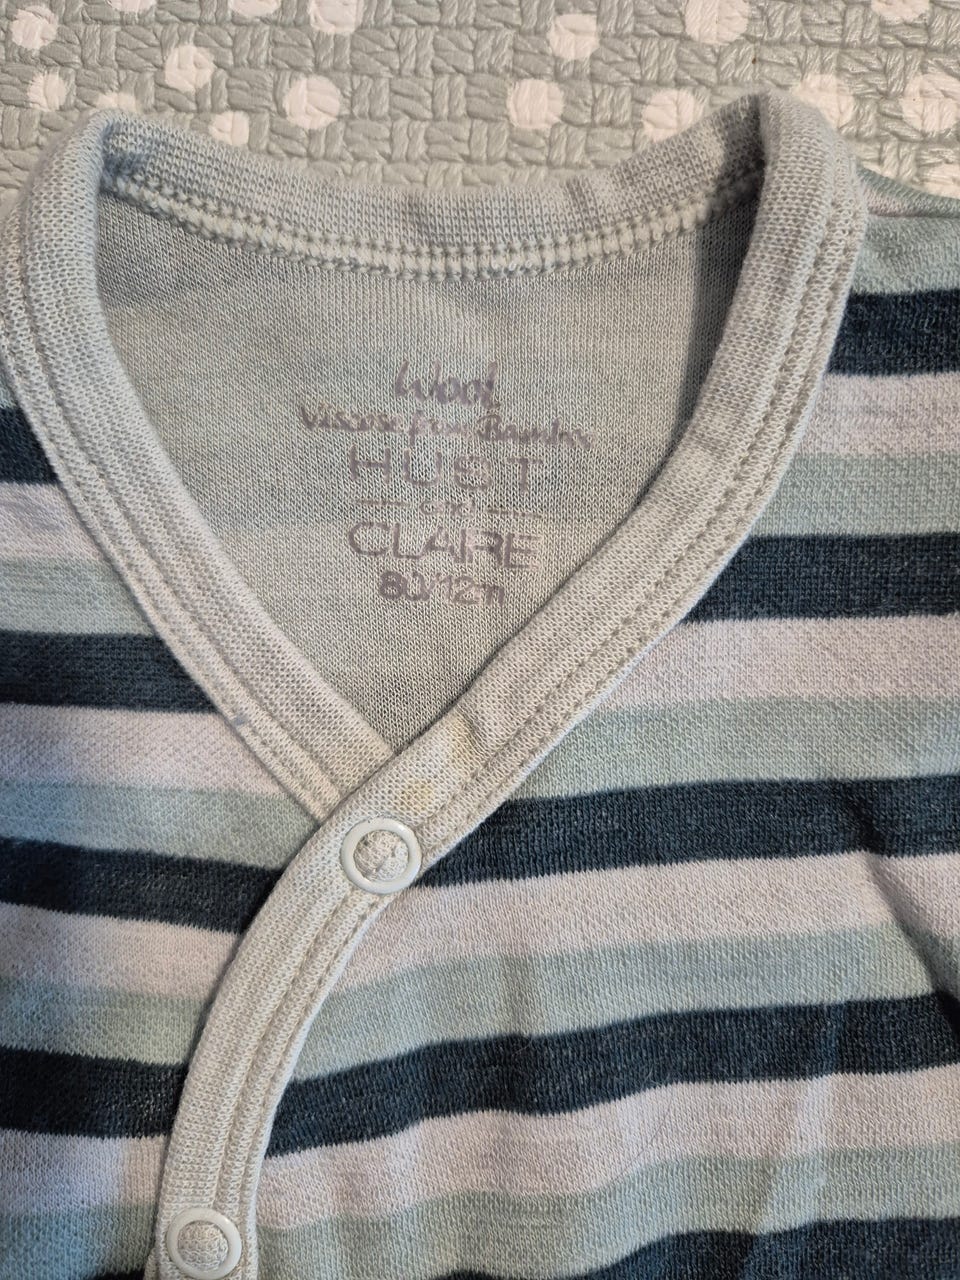 Wool
Viscose from Bamboo
HUST
and
CLAIRE
80/12m